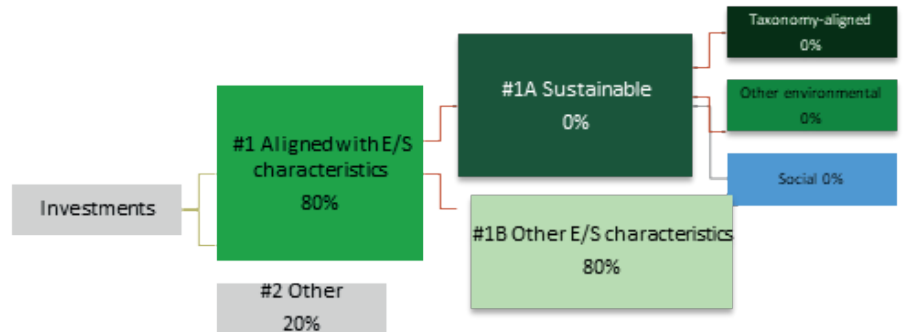 Investments
#1 Aligned with E/S
characteristics
80%
#2 Other
20%
#1A Sustainable
0%
#1B Other E/S characteristics
80%
Taxonomy-aligned
0%
Other environmental
0%
Social 0%